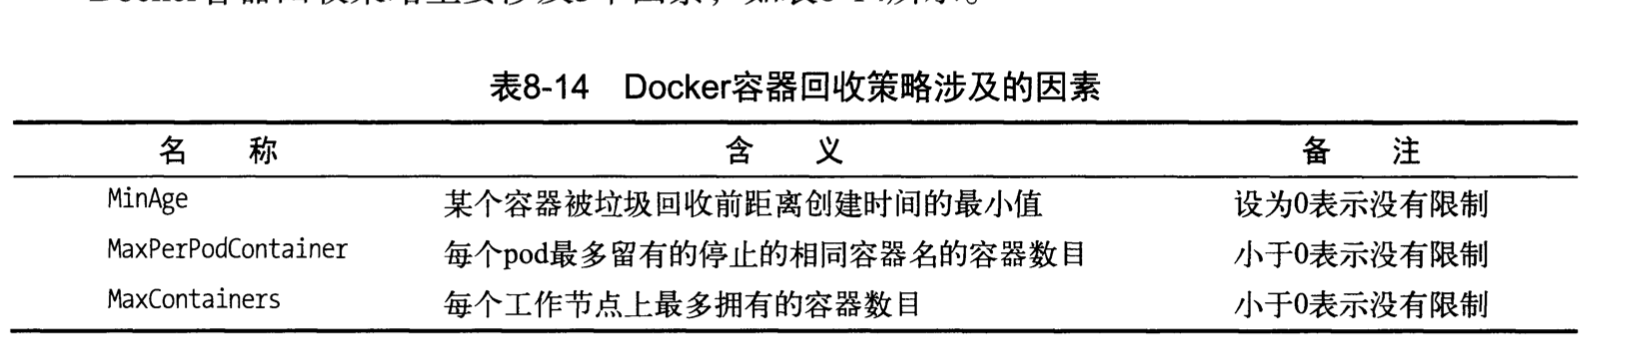 表8-14 Docker容器回收策略涉及的因素
名 称 含 义 备 注
MinAge 某个容器被垃圾回收前距离创建时间的最小值 设为0表示没有限制
MaxPerPodContainer 每个pod最多留有的停止的相同容器名的容器数目 小于0表示没有限制
MaxContainers 每个工作节点上最多拥有的容器数目 小于0表示没有限制